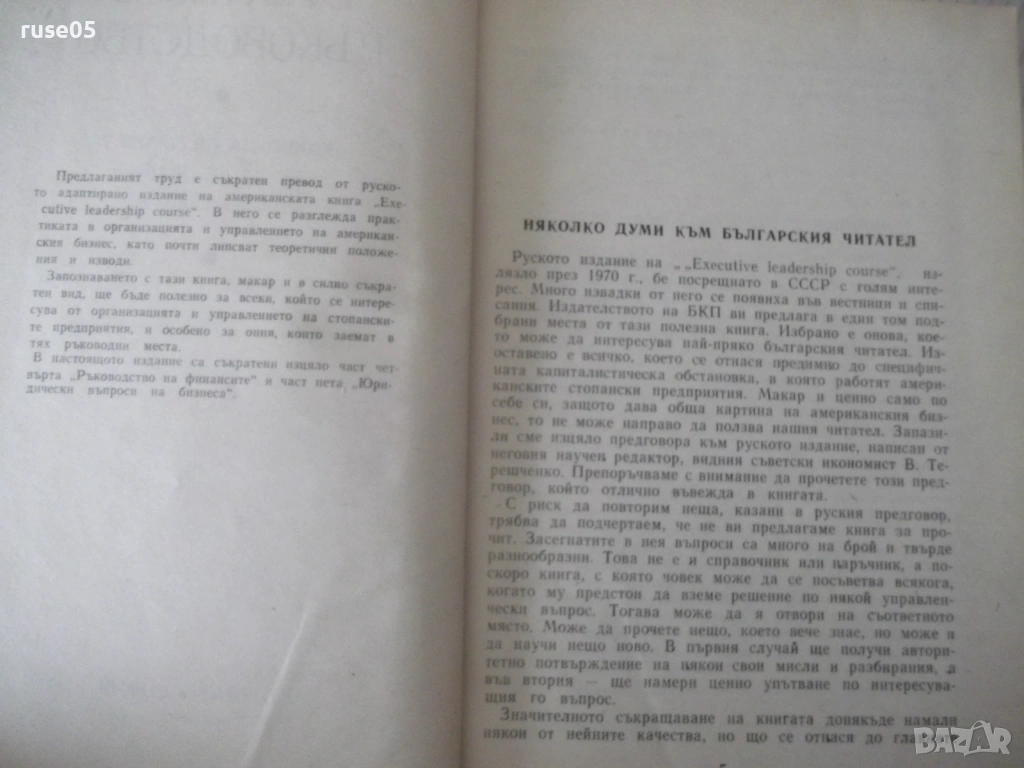 ruse05
Предлаганият труд е съкратен превод от руско-
то адаптирано издание на американската книга „Exe-
cutive leadership course“. В него се разглежда прак-
тиката в организацията и управлението на американ-
ския бизнес, като почти липсват теоретични положе-
ния и изводи.
Запознаването с тази книга, макар и в силно съкра-
тен вид, ще бъде полезно за всеки, който се интере-
сува от организацията и управлението на стопански-
те предприятия, и особено за ония, които заемат в
тях ръководни места.
В настоящото издание са съкратени изцяло част чет-
върта „Ръководство на финансите“ и част пета „Юри-
дически въпроси на бизнеса“.
НЯКОЛКО ДУМИ КЪМ БЪЛГАРСКИЯ ЧИТАТЕЛ
Руското издание на „„Executive leadership course“, из-
лязло през 1970 г., бе посрещнато в СССР с голям инте-
рес. Много извадки от него се появиха във вестници и спи-
сания. Издателството на БКП ви предлага в един том под-
брани места от тази полезна книга. Избрано е онова, кое-
то може да интересува най-пряко българския читател. Из-
оставено е всичко, което се отнася предимно до специфич-
ната капиталистическа обстановка, в която работят амери-
канските стопански предприятия. Макар и ценно само по
себе си, защото дава обща картина на американския биз-
нес, то не може направо да ползва нашия читател. Запази-
ли сме изцяло предговора към руското издание, написан от
неговия научен редактор, видния съветски икономист В. Те-
решченко. Препоръчваме с внимание да прочетете този пред-
говор, който отлично въвежда в книгата.
С риск да повторим неща, казани в руския предговор,
трябва да подчертаем, че не ви предлагаме книга за про-
чит. Засегнатите в нея въпроси са много на брой и твърде
разнообразни. Това не е и справочник или наръчник, а по-
скоро книга, с която човек може да се посъветва всякога,
когато му предстои да вземе решение по някой управлен-
чески въпрос. Тогава може да я отвори на съответното
място. Може да прочете нещо, което вече знае, но може и
да научи нещо ново. В първия случай ще получи автори-
тетно потвърждение на някои свои мисли и разбирания, а
във втория – ще намери ценно упътване по интересува-
щия го въпрос.
Значителното съкращаване на книгата донякъде намали
някои от нейните качества, но що се отнася до
5
BAZAR